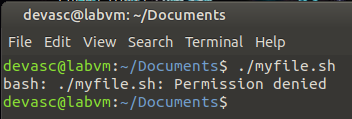 devasc@labvm: ~/Documents
File Edit View Search Terminal Help
devasc@labvm:~/Documents$ ./myfile.sh
bash: ./myfile.sh: Permission denied
devasc@labvm:~/Documents$